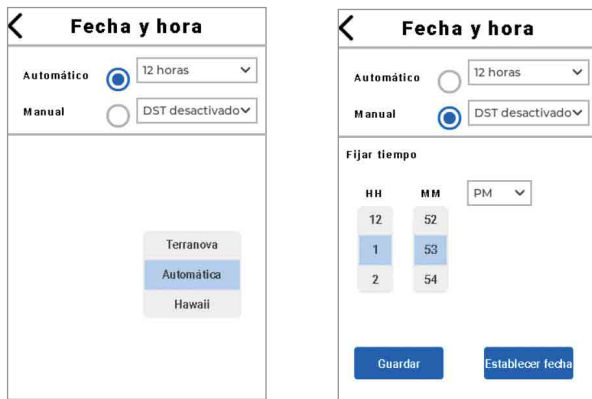 Fecha y hora
Automático 12 horas
Manual DST desactivado
Terranova
Automática
Hawaii
Fecha y hora
Automático 12 horas
Manual DST desactivado
Fijar tiempo
HH MM PM
12 52
1 53
2 54
Guardar Establecer fecha